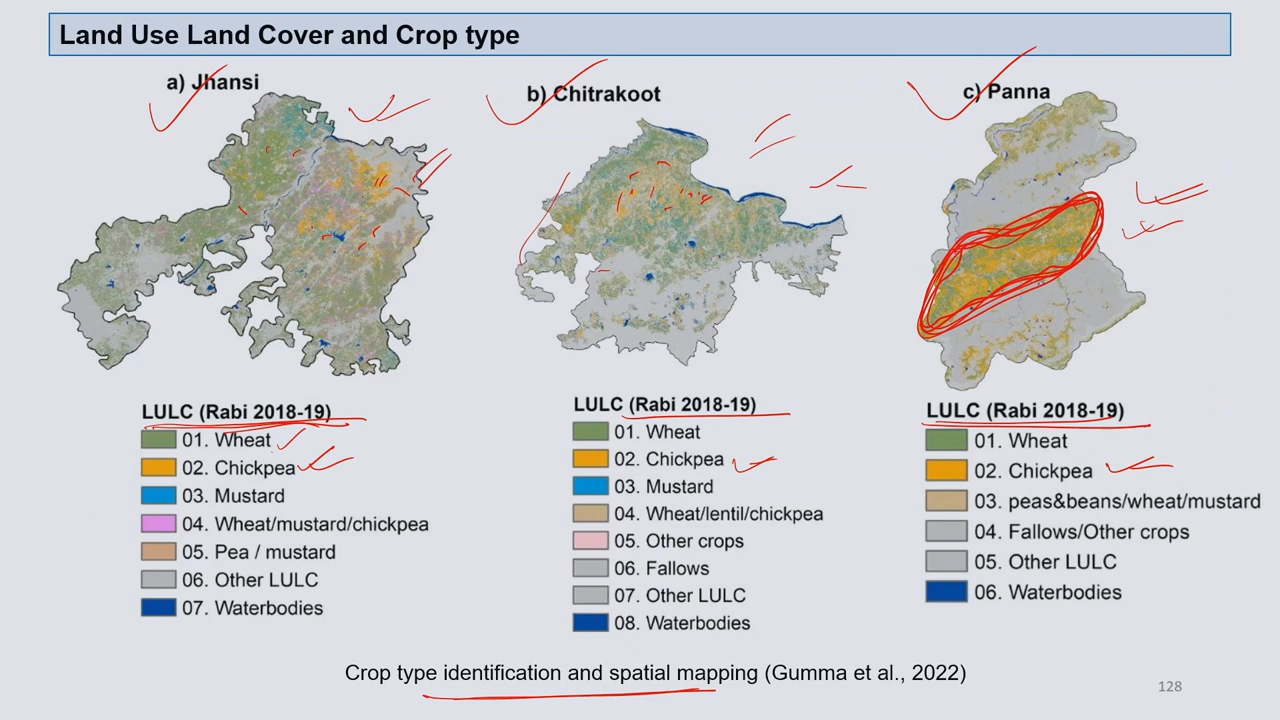 Land Use Land Cover and Crop type
a) Jhansi
b) Chitrakoot
c) Panna
LULC (Rabi 2018-19)
01. Wheat
02. Chickpea
03. Mustard
04. Wheat/mustard/chickpea
05. Pea / mustard
06. Other LULC
07. Waterbodies
LULC (Rabi 2018-19)
01. Wheat
02. Chickpea
03. Mustard
04. Wheat/lentil/chickpea
05. Other crops
06. Fallows
07. Other LULC
08. Waterbodies
LULC (Rabi 2018-19)
01. Wheat
02. Chickpea
03. peas&beans/wheat/mustard
04. Fallows/Other crops
05. Other LULC
06. Waterbodies
Crop type identification and spatial mapping (Gumma et al., 2022)
128